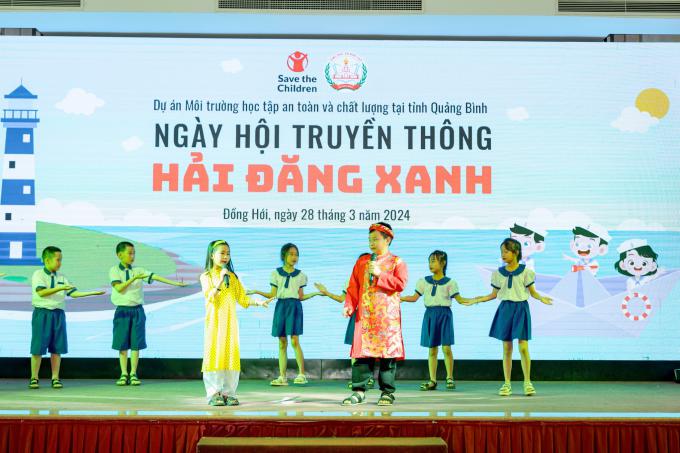 Save the
Children
Dự án Môi trường học tập an toàn và chất lượng tại tỉnh Quảng Bình
NGÀY HỘI TRUYỀN THÔNG
HẢI ĐĂNG XANH
Đồng Hới, ngày 28 tháng 3 năm 2024